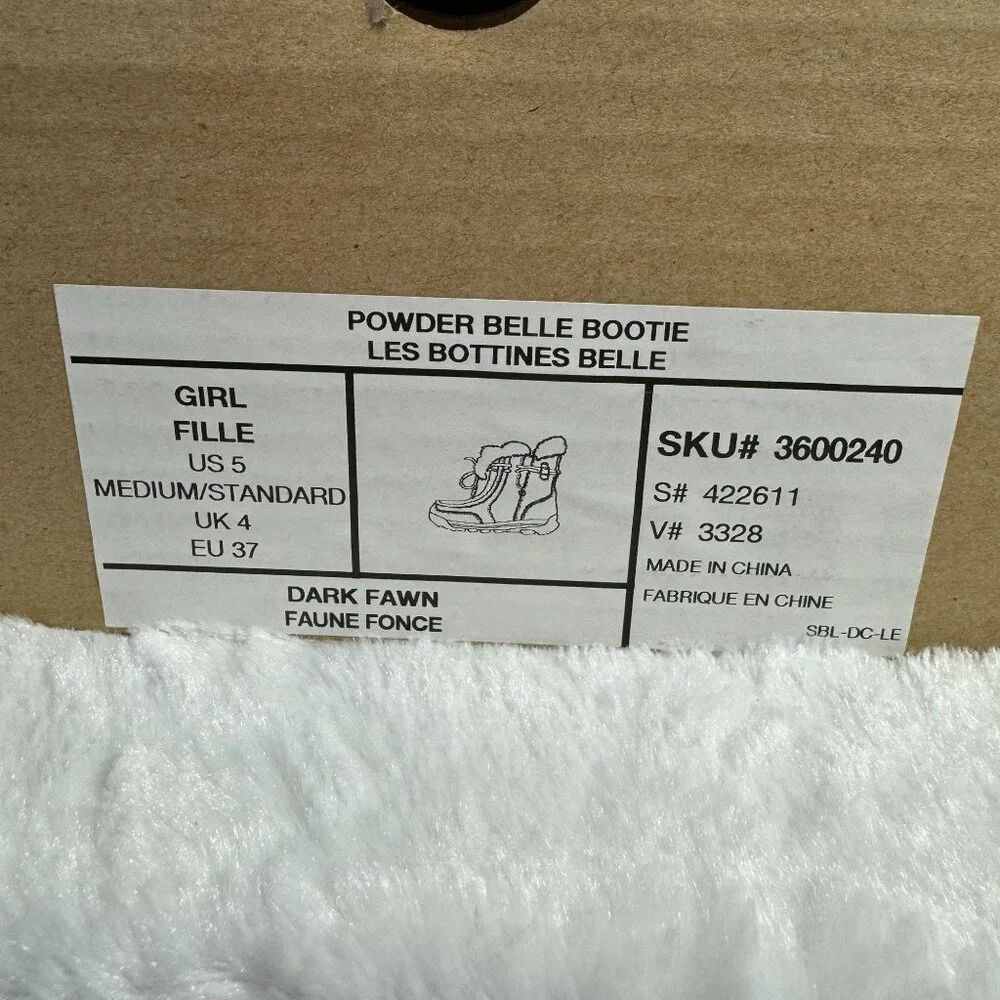 POWDER BELLE BOOTIE
LES BOTTINES BELLE
GIRL
FILLE
US 5
MEDIUM/STANDARD
UK 4
EU 37
DARK FAWN
FAUNE FONCE
SKU# 3600240
S# 422611
V# 3328
MADE IN CHINA
FABRIQUE EN CHINE
SBL-DC-LE